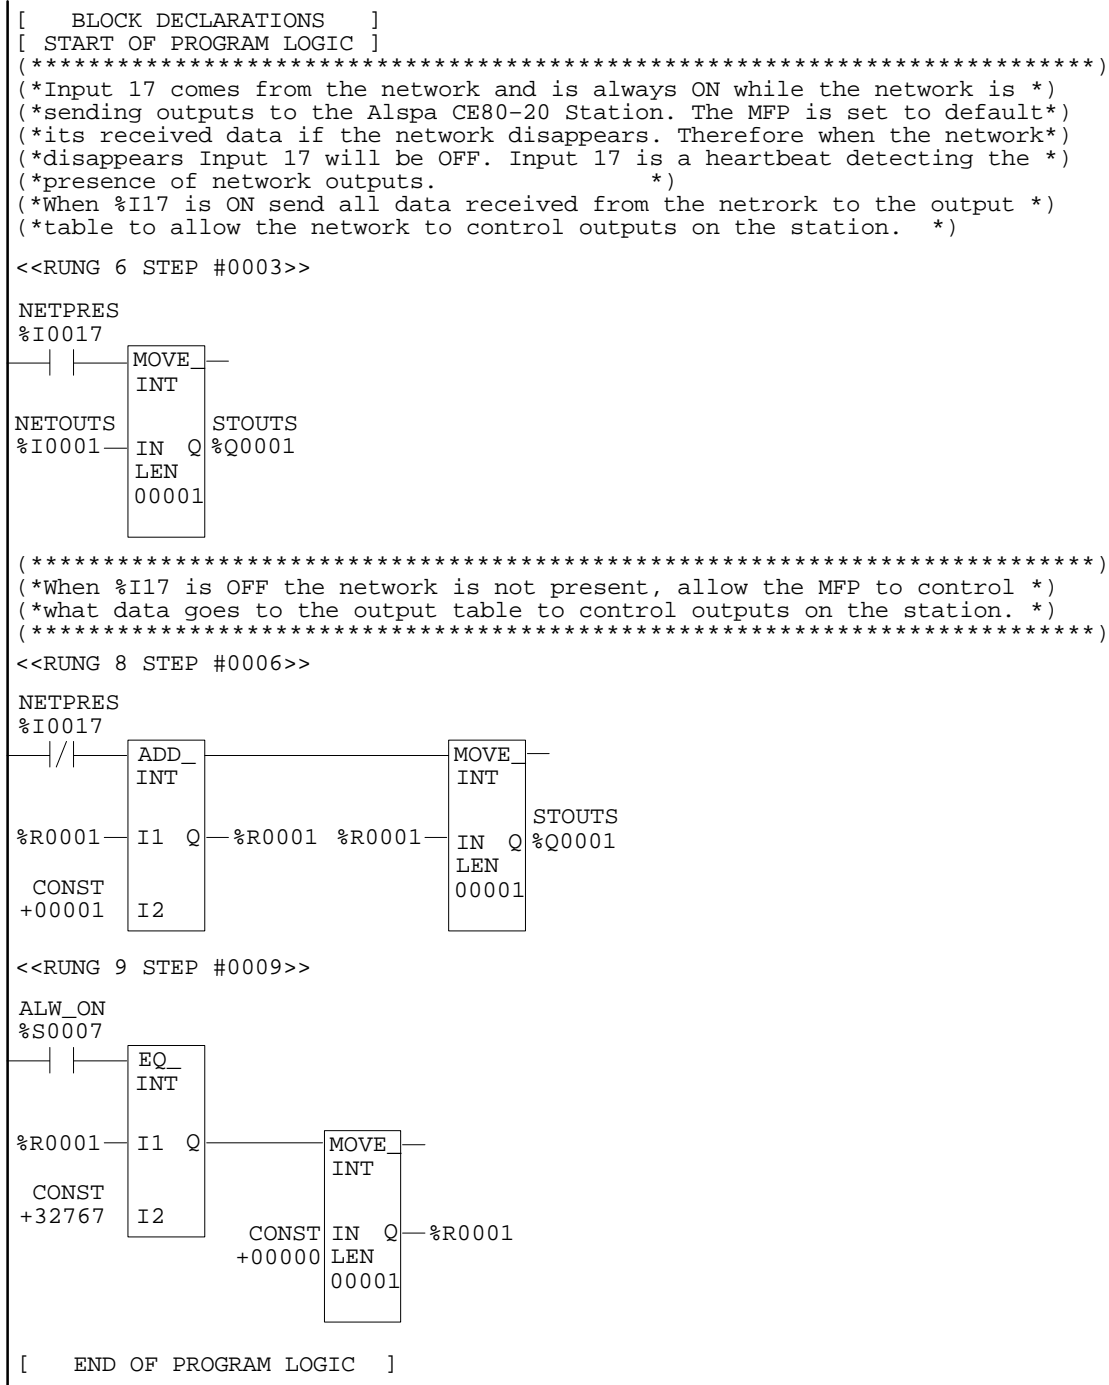 [   BLOCK DECLARATIONS   ]
[ START OF PROGRAM LOGIC ]
(**************************************************************************)
(*Input 17 comes from the network and is always ON while the network is *)
(*sending outputs to the Alspa CE80-20 Station. The MFP is set to default*)
(*its received data if the network disappears. Therefore when the network*)
(*disappears Input 17 will be OFF. Input 17 is a heartbeat detecting the *)
(*presence of network outputs.               *)
(*When %I17 is ON send all data received from the netrork to the output *)
(*table to allow the network to control outputs on the station.  *)
<<RUNG 6 STEP #0003>>
NETPRES
%I0017
MOVE_
INT
NETOUTS STOUTS
%I0001 IN Q %Q0001
LEN
00001
(**************************************************************************)
(*When %I17 is OFF the network is not present, allow the MFP to control *)
(*what data goes to the output table to control outputs on the station. *)
(**************************************************************************)
<<RUNG 8 STEP #0006>>
NETPRES
%I0017
ADD_ MOVE_
INT INT
STOUTS
%R0001 I1 Q %R0001 %R0001 IN Q %Q0001
LEN
CONST 00001
+00001 I2
<<RUNG 9 STEP #0009>>
ALW_ON
%S0007
EQ_
INT
%R0001 I1 Q MOVE_
INT
CONST
+32767 I2
CONST IN Q %R0001
+00000 LEN
00001
[   END OF PROGRAM LOGIC  ]